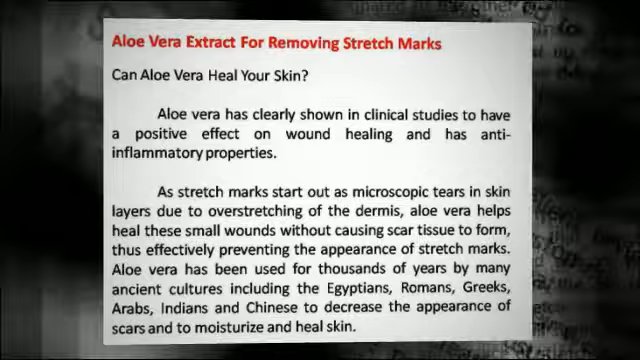 Aloe Vera Extract For Removing Stretch Marks
Can Aloe Vera Heal Your Skin?
Aloe vera has clearly shown in clinical studies to have
a positive effect on wound healing and has anti-
inflammatory properties.
As stretch marks start out as microscopic tears in skin
layers due to overstretching of the dermis, aloe vera helps
heal these small wounds without causing scar tissue to form,
thus effectively preventing the appearance of stretch marks.
Aloe vera has been used for thousands of years by many
ancient cultures including the Egyptians, Romans, Greeks,
Arabs, Indians and Chinese to decrease the appearance of
scars and to moisturize and heal skin.